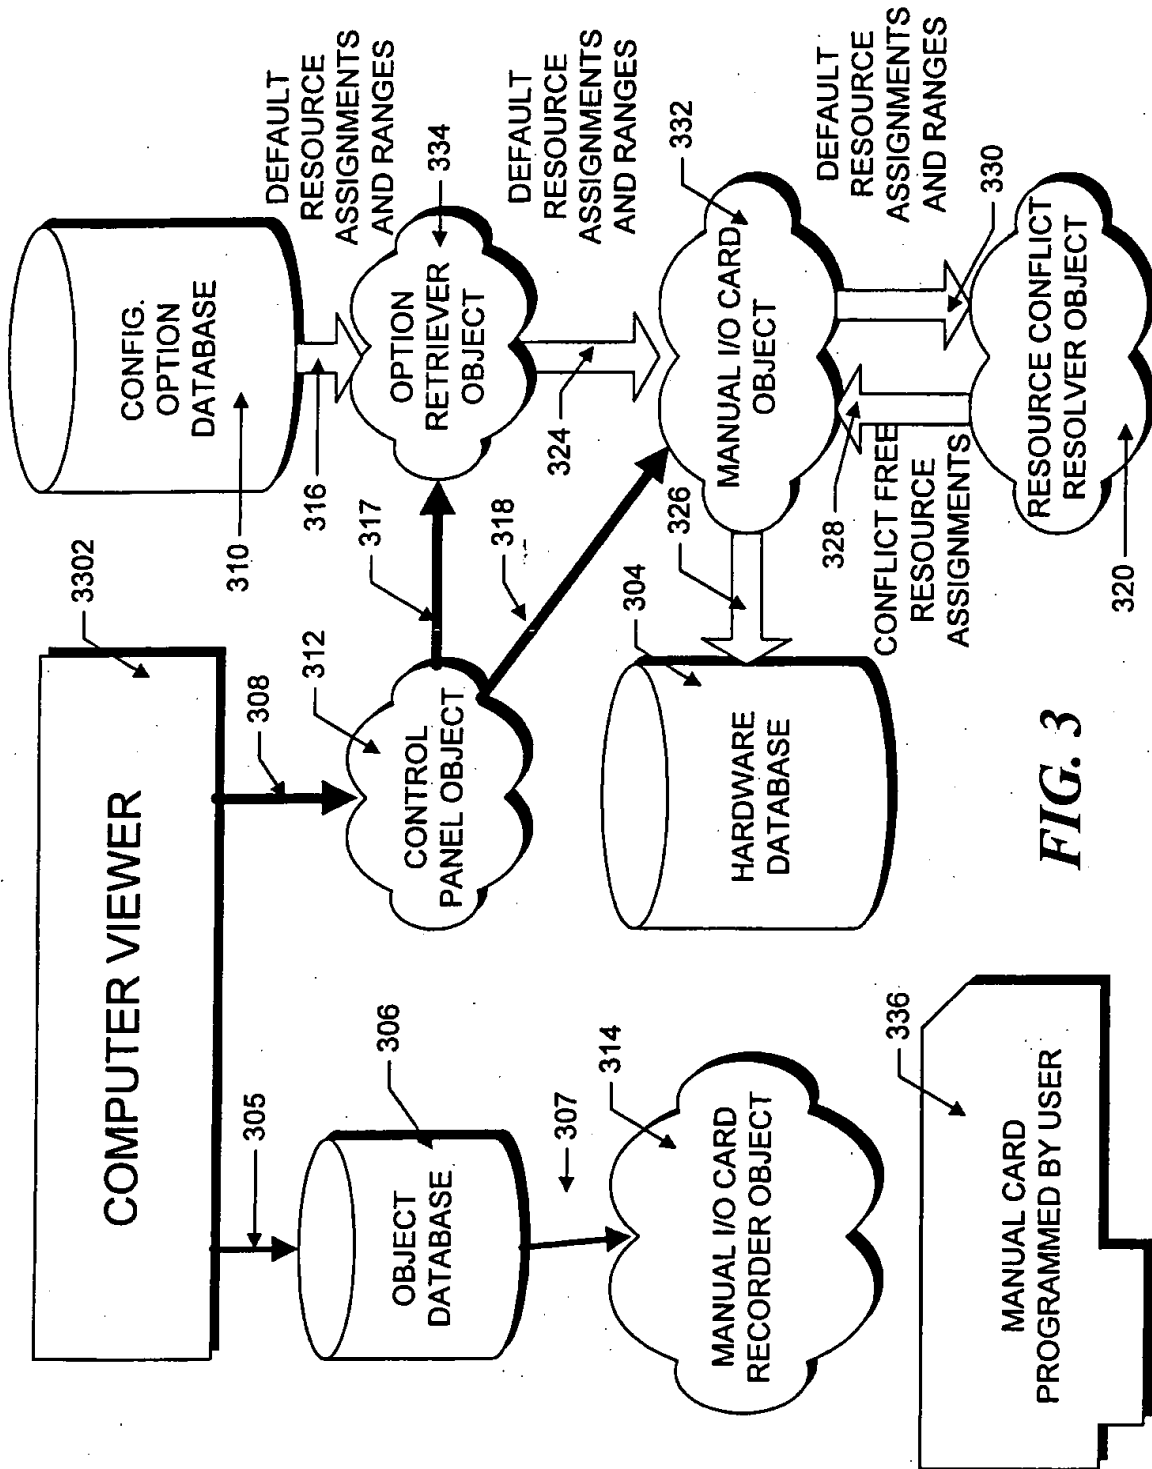 COMPUTER VIEWER
3302
305
308
OBJECT
DATABASE
306
307
MANUAL I/O CARD
RECORDER OBJECT
314
MANUAL CARD
PROGRAMMED BY USER
336
CONTROL
PANEL OBJECT
312
317
318
HARDWARE
DATABASE
304
326
CONFIG.
OPTION
DATABASE
310
316
DEFAULT
RESOURCE
ASSIGNMENTS
AND RANGES
OPTION
RETRIEVER
OBJECT
334
324
DEFAULT
RESOURCE
ASSIGNMENTS
AND RANGES
MANUAL I/O CARD
OBJECT
332
328
CONFLICT FREE
RESOURCE
ASSIGNMENTS
DEFAULT
RESOURCE
ASSIGNMENTS
AND RANGES
330
RESOURCE CONFLICT
RESOLVER OBJECT
320
FIG. 3